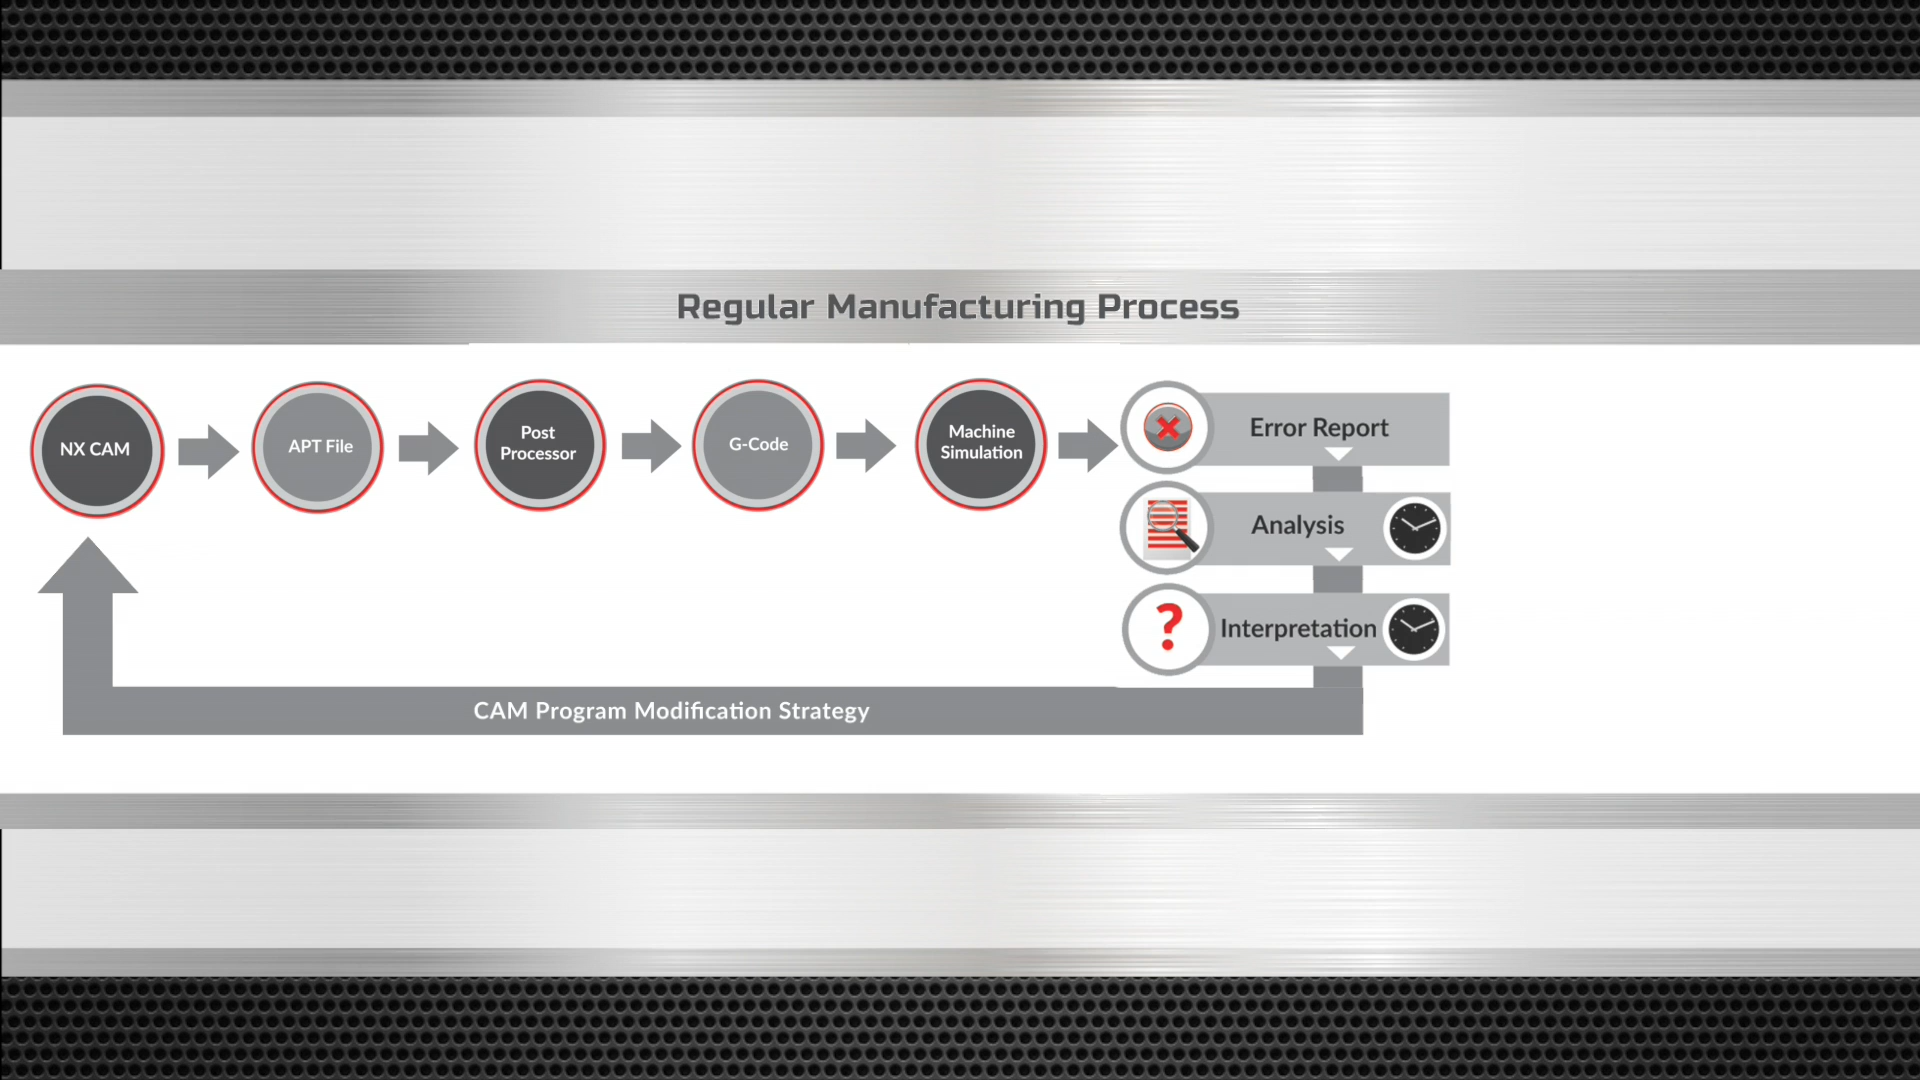 Regular Manufacturing Process
NX CAM
APT File
Post
Processor
G-Code
Machine
Simulation
Error Report
Analysis
Interpretation
CAM Program Modification Strategy